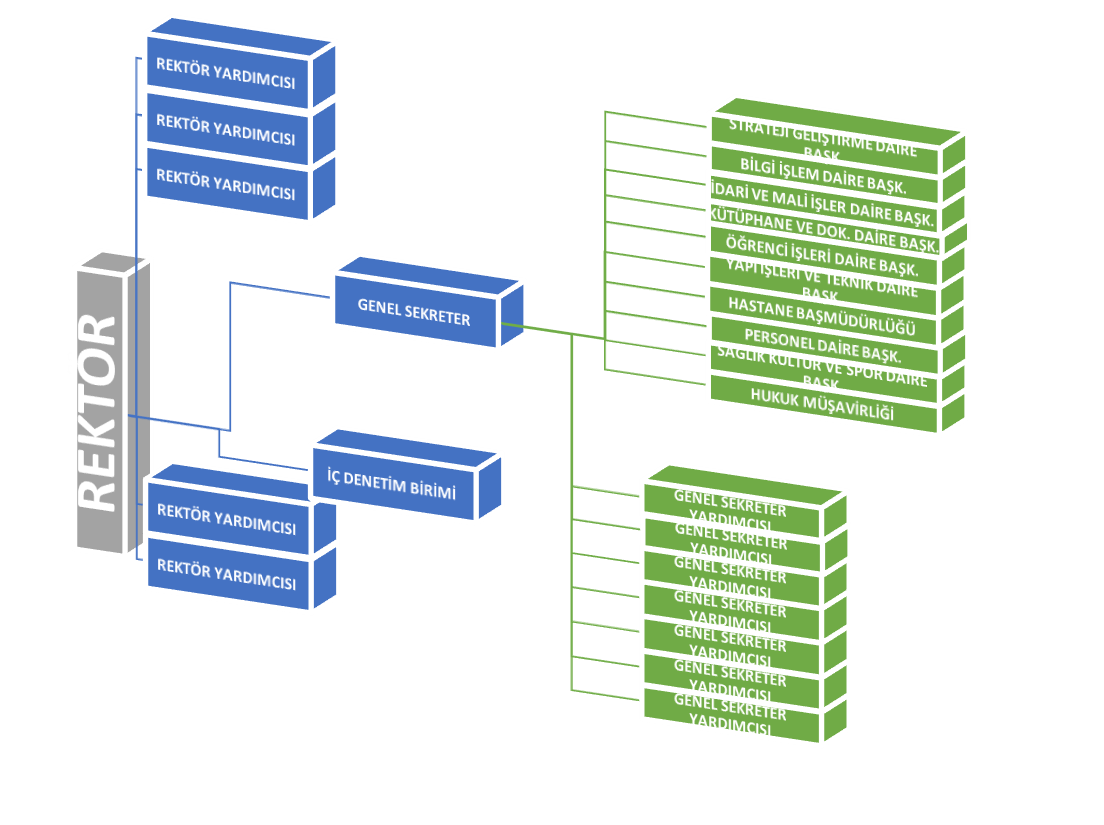 REKTÖR YARDIMCISI
REKTÖR YARDIMCISI
REKTÖR YARDIMCISI
REKTOR
GENEL SEKRETER
İÇ DENETİM BİRİMİ
REKTÖR YARDIMCISI
REKTÖR YARDIMCISI
STRATEJİ GELİŞTİRME DAİRE
BAŞK.
BİLGİ İŞLEM DAİRE BAŞK.
İDARİ VE MALİ İŞLER DAİRE BAŞK.
KÜTÜPHANE VE DOK. DAİRE BAŞK.
ÖĞRENCİ İŞLERİ DAİRE BAŞK.
YAPI İŞLERİ VE TEKNİK DAİRE
BAŞK.
HASTANE BAŞMÜDÜRLÜĞÜ
PERSONEL DAİRE BAŞK.
SAĞLIK KÜLTÜR VE SPOR DAİRE
BAŞK.
HUKUK MÜŞAVİRLİĞİ
GENEL SEKRETER
YARDIMCISI
GENEL SEKRETER
YARDIMCISI
GENEL SEKRETER
YARDIMCISI
GENEL SEKRETER
YARDIMCISI
GENEL SEKRETER
YARDIMCISI
GENEL SEKRETER
YARDIMCISI
GENEL SEKRETER
YARDIMCISI